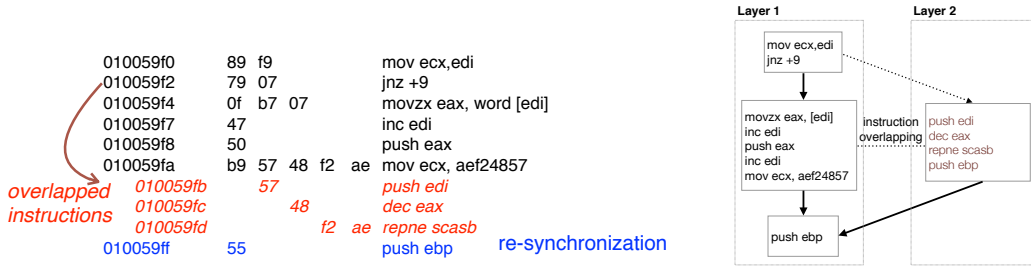 010059f0 89 f9 mov ecx,edi
010059f2 79 07 jnz +9
010059f4 0f b7 07 movzx eax, word [edi]
010059f7 47 inc edi
010059f8 50 push eax
010059fa b9 57 48 f2 ae mov ecx, aef24857
overlapped
instructions
010059fb 57 push edi
010059fc 48 dec eax
010059fd f2 ae repne scasb
010059ff 55 push ebp
re-synchronization
Layer 1
Layer 2
mov ecx,edi
jnz +9
movzx eax, [edi]
inc edi
push eax
inc edi
mov ecx, aef24857
instruction
overlapping
push edi
dec eax
repne scasb
push ebp
push ebp